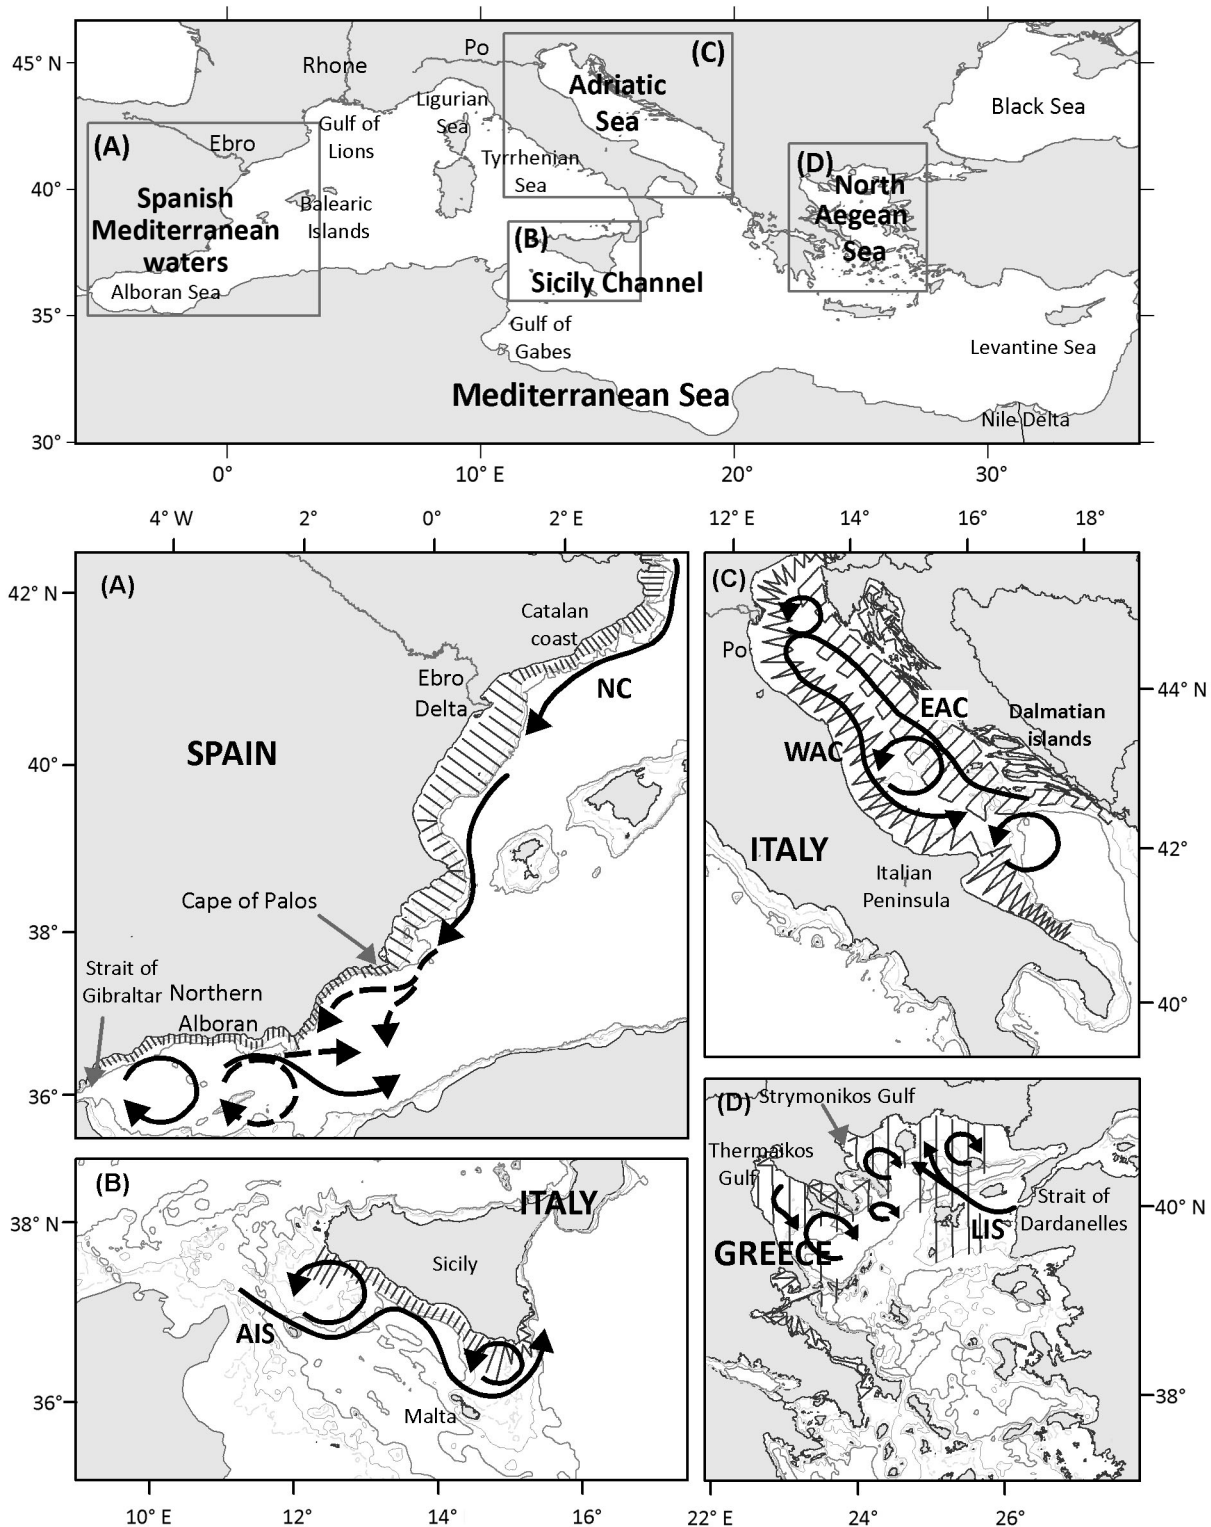 45° N
40°
35°
30°
0°
10° E
20°
30°
Po
(C)
Rhone
Adriatic
Sea
Ligurian
Sea
Black Sea
Gulf of
Lions
(A)
Ebro
Tyrrhenian
Sea
(D)
North
Aegean
Sea
Spanish
Mediterranean
waters
Balearic
Islands
(B)
Sicily Channel
Alboran Sea
Gulf of
Gabes
Levantine Sea
Mediterranean Sea
Nile Delta
4° W
2°
0°
2° E
42° N
40°
38°
36°
(A)
Catalan
coast
Ebro
Delta
NC
SPAIN
Cape of Palos
Strait of
Gibraltar
Northern
Alboran
12° E
14°
16°
18°
44° N
42°
40°
(C)
Po
EAC
Dalmatian
islands
WAC
ITALY
Italian
Peninsula
(B)
ITALY
38° N
36°
Sicily
AIS
Malta
10° E
12°
14°
16°
(D)
Strymonikos Gulf
Thermaikos
Gulf
Strait of
Dardanelles
LIS
GREECE
40° N
38°
22° E
24°
26°